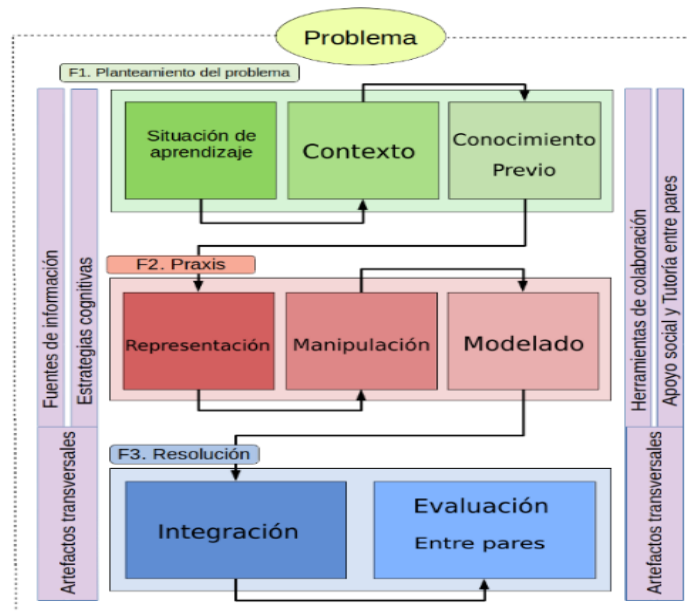 Problema
F1. Planteamiento del problema
Situación de
aprendizaje
Contexto
Conocimiento
Previo
F2. Praxis
Representación
Manipulación
Modelado
F3. Resolución
Integración
Evaluación
Entre pares
Fuentes de información
Estrategias cognitivas
Artefactos transversales
Herramientas de colaboración
Apoyo social y Tutoría entre pares
Artefactos transversales